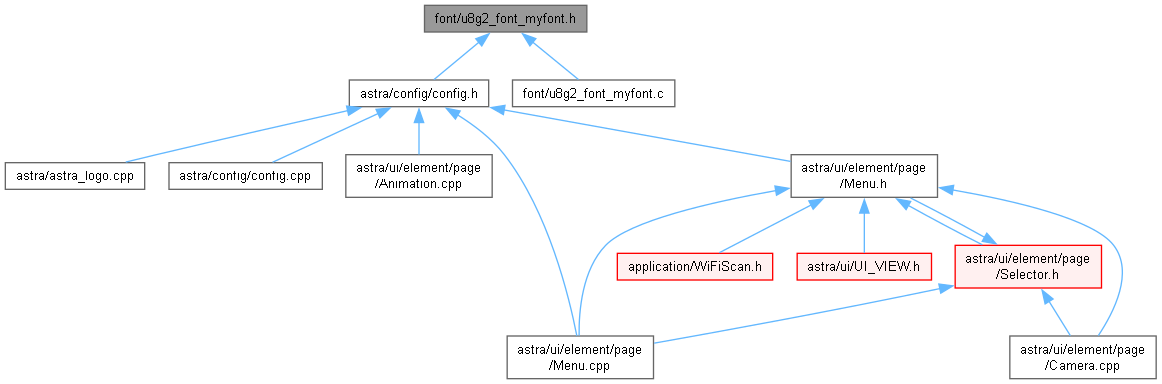 font/u8g2_font_myfont.h
astra/config/config.h
font/u8g2_font_myfont.c
astra/astra_logo.cpp
astra/config/config.cpp
astra/ui/element/page
/Animation.cpp
astra/ui/element/page
/Menu.h
application/WiFiScan.h
astra/ui/UI_VIEW.h
astra/ui/element/page
/Selector.h
astra/ui/element/page
/Menu.cpp
astra/ui/element/page
/Camera.cpp